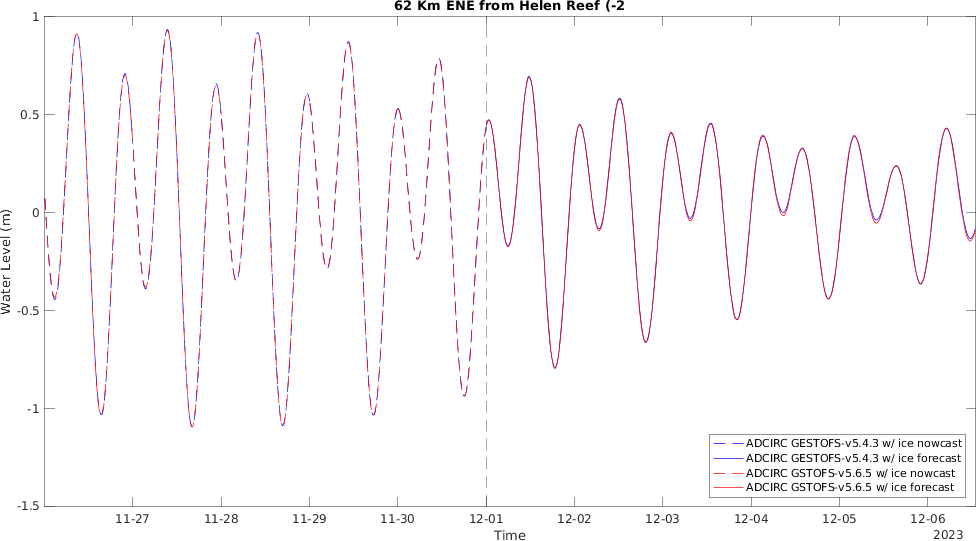 62 Km ENE from Helen Reef (-2
1
0.5
0
-0.5
-1
-1.5
Water Level (m)
ADCIRC GESTOFS-v5.4.3 w/ ice nowcast
ADCIRC GESTOFS-v5.4.3 w/ ice forecast
ADCIRC GSTOFS-v5.6.5 w/ ice nowcast
ADCIRC GSTOFS-v5.6.5 w/ ice forecast
11-27 11-28 11-29 11-30 12-01 12-02 12-03 12-04 12-05 12-06
Time
2023